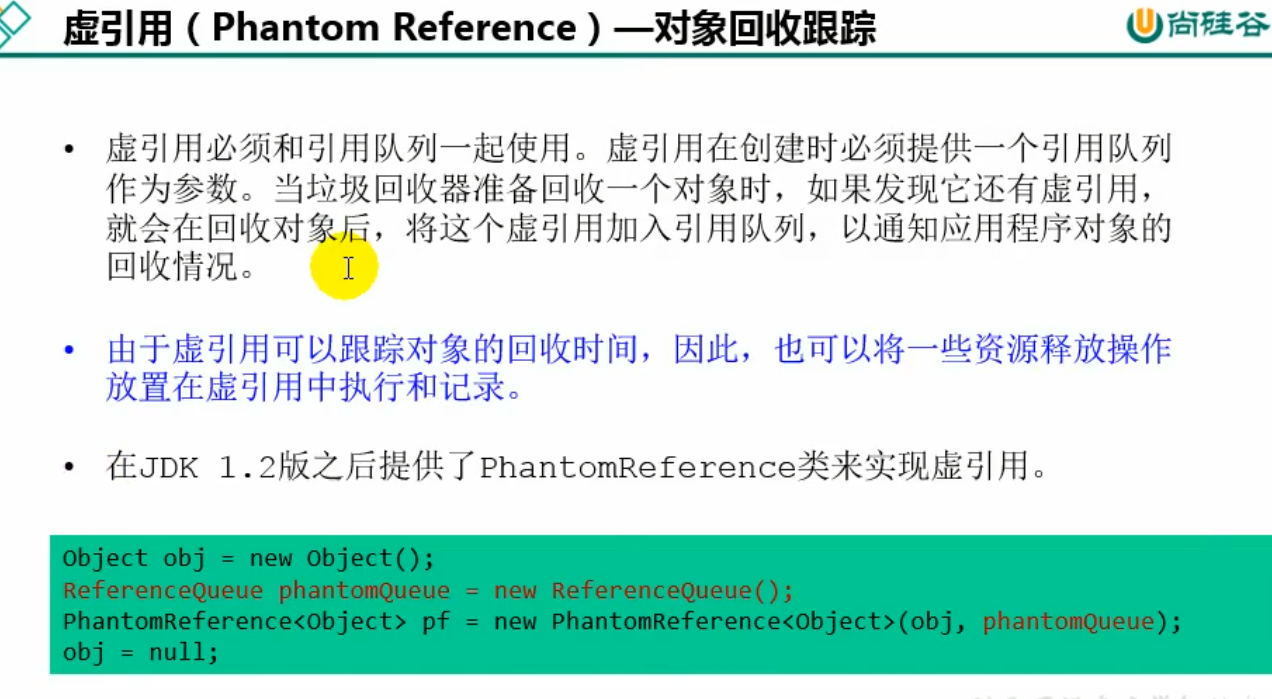 虚引用（Phantom Reference）—对象回收跟踪
尚硅谷
• 虚引用必须和引用队列一起使用。虚引用在创建时必须提供一个引用队列
作为参数。当垃圾回收器准备回收一个对象时，如果发现它还有虚引用，
就会在回收对象后，将这个虚引用加入引用队列，以通知应用程序对象的
回收情况。
• 由于虚引用可以跟踪对象的回收时间，因此，也可以将一些资源释放操作
放置在虚引用中执行和记录。
• 在JDK 1.2版之后提供了PhantomReference类来实现虚引用。
Object obj = new Object();
ReferenceQueue phantomQueue = new ReferenceQueue();
PhantomReference<Object> pf = new PhantomReference<Object>(obj, phantomQueue);
obj = null;